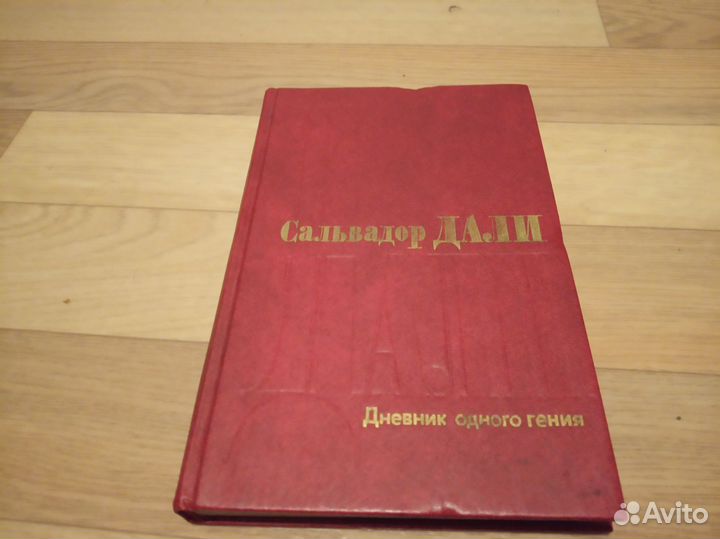 Сальвадор ДАЛИ
Дневник одного гения
Avito